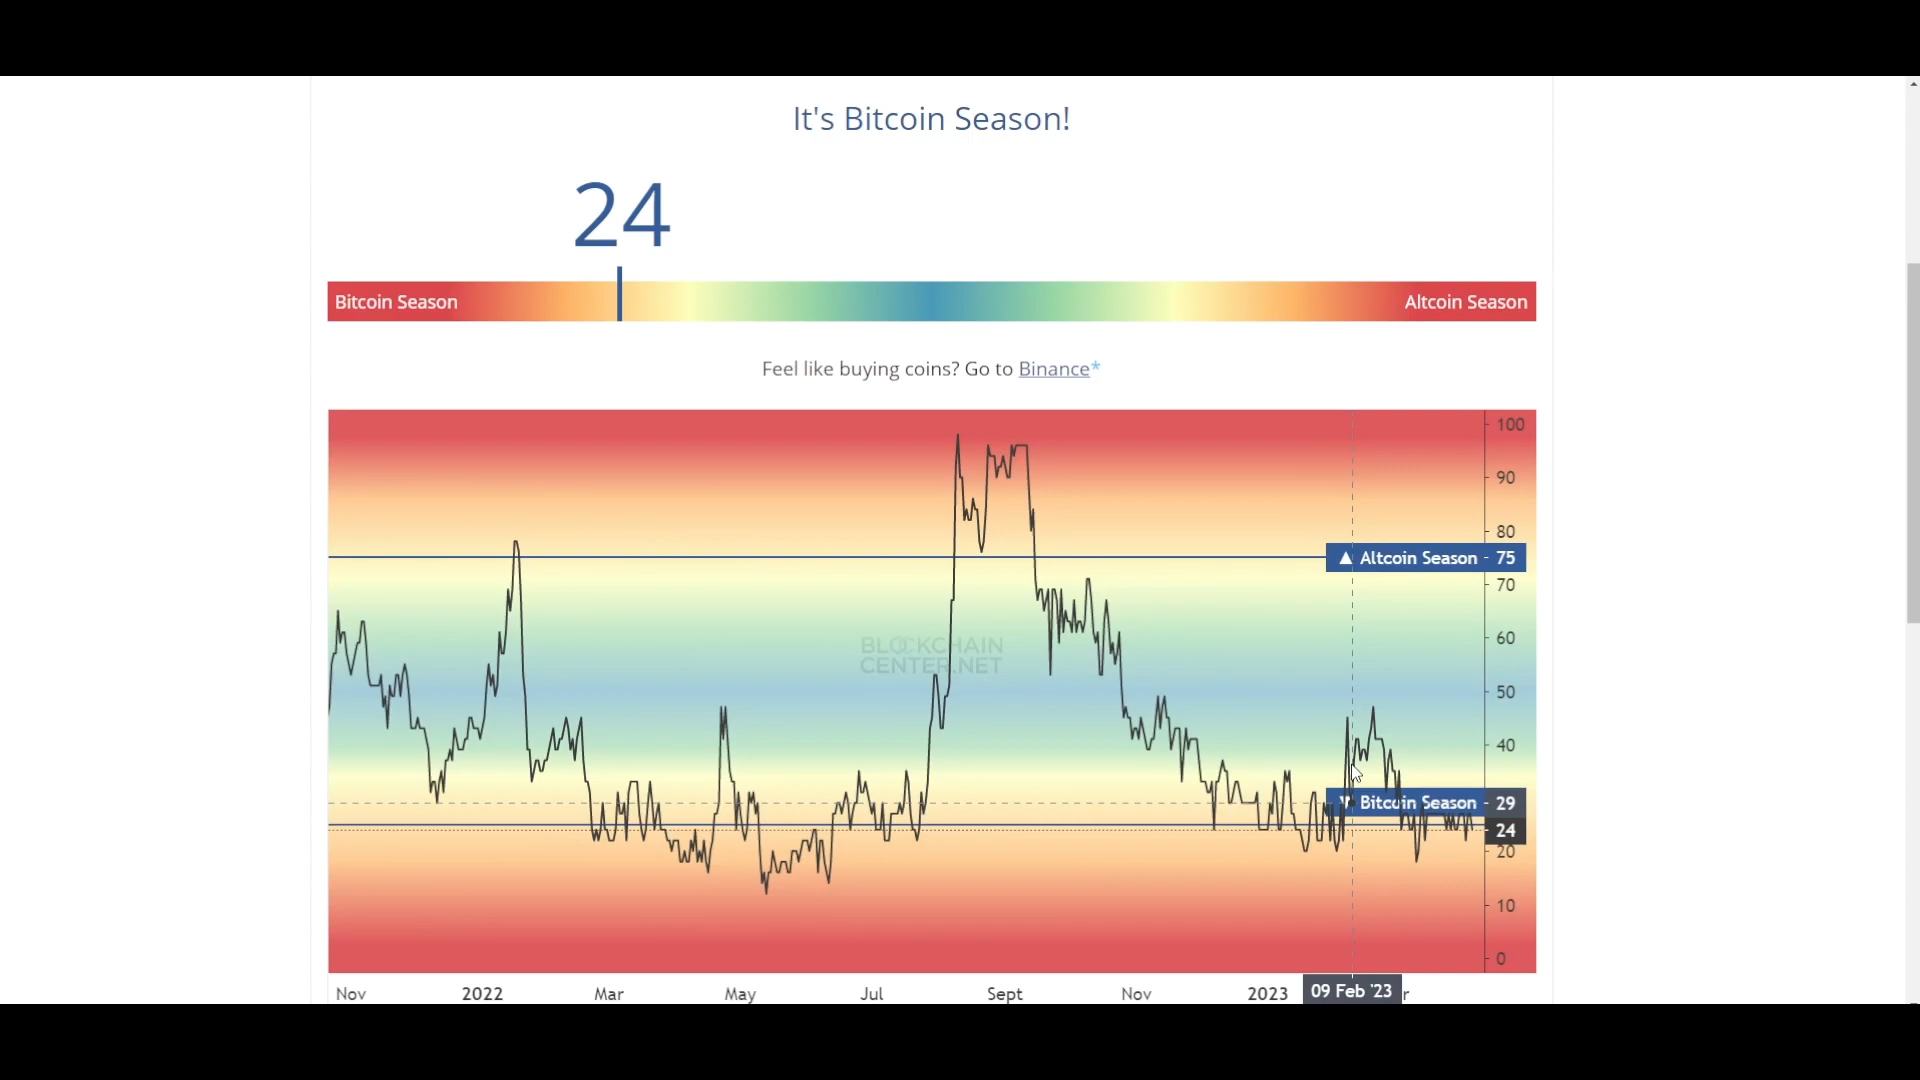 It's Bitcoin Season!
24
Bitcoin Season
Altcoin Season
Feel like buying coins? Go to Binance*
100
90
80
▲ Altcoin Season - 75
70
60
BLOCKCHAIN
CENTER.NET
50
40
Bitcoin Season - 29
24
20
10
0
Nov 2022 Mar May Jul Sept Nov 2023 09 Feb '23 r